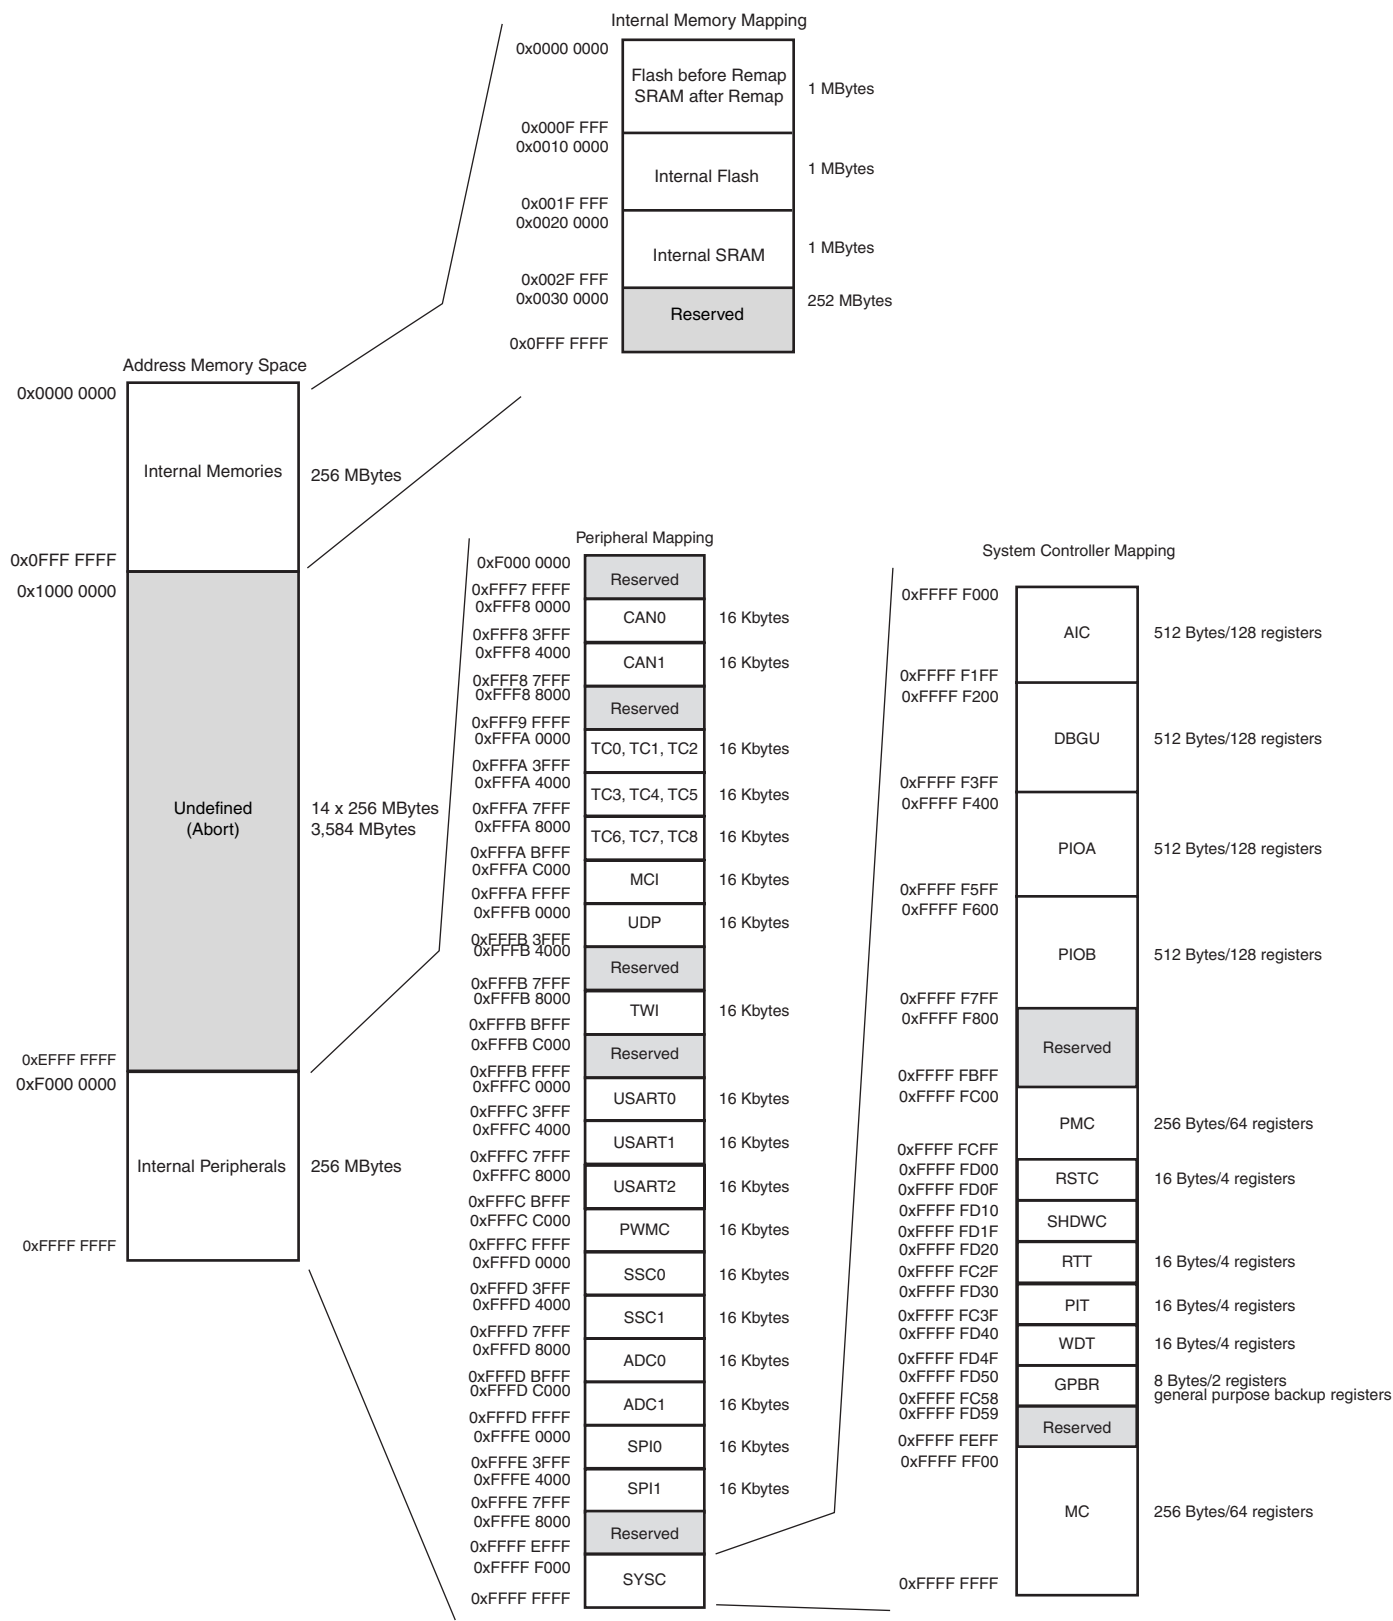 Internal Memory Mapping
0x0000 0000
Flash before Remap
SRAM after Remap
1 MBytes
0x000F FFF
0x0010 0000
Internal Flash
1 MBytes
0x001F FFF
0x0020 0000
Internal SRAM
1 MBytes
0x002F FFF
0x0030 0000
Reserved
252 MBytes
0x0FFF FFFF
Address Memory Space
0x0000 0000
Internal Memories
256 MBytes
0x0FFF FFFF
0x1000 0000
Undefined
(Abort)
14 x 256 MBytes
3,584 MBytes
0xEFFF FFFF
0xF000 0000
Internal Peripherals
256 MBytes
0xFFFF FFFF
Peripheral Mapping
0xF000 0000
Reserved
0xFFF7 FFFF
0xFFF8 0000
CAN0
16 Kbytes
0xFFF8 3FFF
0xFFF8 4000
CAN1
16 Kbytes
0xFFF8 7FFF
0xFFF8 8000
Reserved
0xFFF9 FFFF
0xFFFA 0000
TC0, TC1, TC2
16 Kbytes
0xFFFA 3FFF
0xFFFA 4000
TC3, TC4, TC5
16 Kbytes
0xFFFA 7FFF
0xFFFA 8000
TC6, TC7, TC8
16 Kbytes
0xFFFA BFFF
0xFFFA C000
MCI
16 Kbytes
0xFFFA FFFF
0xFFFB 0000
UDP
16 Kbytes
0xFFFB 3FFF
0xFFFB 4000
Reserved
0xFFFB 7FFF
0xFFFB 8000
TWI
16 Kbytes
0xFFFB BFFF
0xFFFB C000
Reserved
0xFFFB FFFF
0xFFFC 0000
USART0
16 Kbytes
0xFFFC 3FFF
0xFFFC 4000
USART1
16 Kbytes
0xFFFC 7FFF
0xFFFC 8000
USART2
16 Kbytes
0xFFFC BFFF
0xFFFC C000
PWMC
16 Kbytes
0xFFFC FFFF
0xFFFD 0000
SSC0
16 Kbytes
0xFFFD 3FFF
0xFFFD 4000
SSC1
16 Kbytes
0xFFFD 7FFF
0xFFFD 8000
ADC0
16 Kbytes
0xFFFD BFFF
0xFFFD C000
ADC1
16 Kbytes
0xFFFD FFFF
0xFFFE 0000
SPI0
16 Kbytes
0xFFFE 3FFF
0xFFFE 4000
SPI1
16 Kbytes
0xFFFE 7FFF
0xFFFE 8000
Reserved
0xFFFF EFFF
0xFFFF F000
SYSC
0xFFFF FFFF
System Controller Mapping
0xFFFF F000
AIC
512 Bytes/128 registers
0xFFFF F1FF
0xFFFF F200
DBGU
512 Bytes/128 registers
0xFFFF F3FF
0xFFFF F400
PIOA
512 Bytes/128 registers
0xFFFF F5FF
0xFFFF F600
PIOB
512 Bytes/128 registers
0xFFFF F7FF
0xFFFF F800
Reserved
0xFFFF FBFF
0xFFFF FC00
PMC
256 Bytes/64 registers
0xFFFF FCFF
0xFFFF FD00
RSTC
16 Bytes/4 registers
0xFFFF FD0F
0xFFFF FD10
SHDWC
0xFFFF FD1F
0xFFFF FD20
RTT
16 Bytes/4 registers
0xFFFF FC2F
0xFFFF FD30
PIT
16 Bytes/4 registers
0xFFFF FC3F
0xFFFF FD40
WDT
16 Bytes/4 registers
0xFFFF FD4F
0xFFFF FD50
GPBR
8 Bytes/2 registers
general purpose backup registers
0xFFFF FC58
0xFFFF FD59
Reserved
0xFFFF FEFF
0xFFFF FF00
MC
256 Bytes/64 registers
0xFFFF FFFF